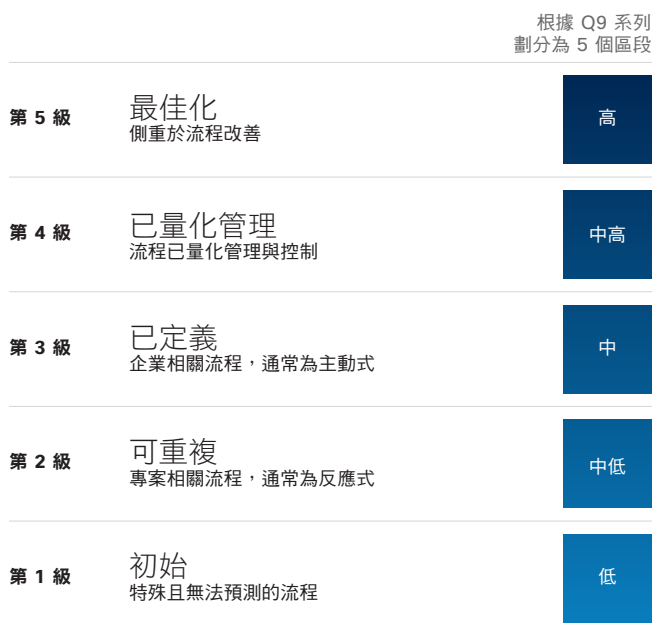 根據 Q9 系列
劃分為 5 個區段
第 5 級
最佳化
側重於流程改善
高
第 4 級
已量化管理
流程已量化管理與控制
中高
第 3 級
已定義
企業相關流程，通常為主動式
中
第 2 級
可重複
專案相關流程，通常為反應式
中低
第 1 級
初始
特殊且無法預測的流程
低